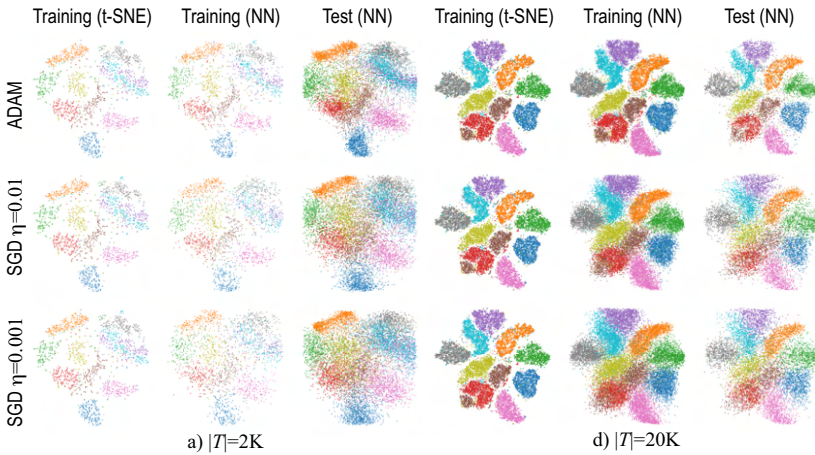 Training (t-SNE) Training (NN) Test (NN) Training (t-SNE) Training (NN) Test (NN)
ADAM
SGD η=0.01
SGD η=0.001
a) |T|=2K d) |T|=20K